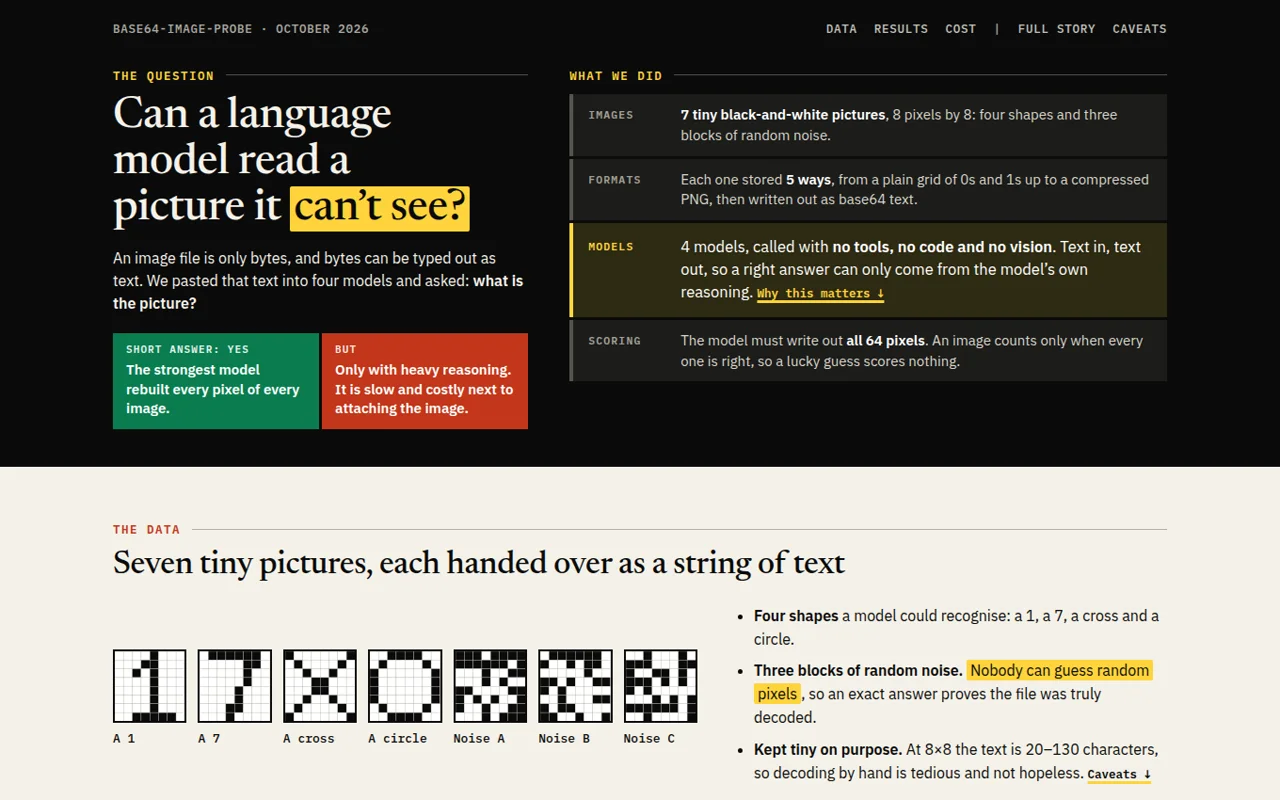 BASE64-IMAGE-PROBE · OCTOBER 2026
DATA RESULTS COST | FULL STORY CAVEATS
THE QUESTION
Can a language
model read a
picture it can't see?
An image file is only bytes, and bytes can be typed out as
text. We pasted that text into four models and asked: what is
the picture?
SHORT ANSWER: YES
The strongest model
rebuilt every pixel of every
image.
BUT
Only with heavy reasoning.
It is slow and costly next to
attaching the image.
WHAT WE DID
IMAGES
7 tiny black-and-white pictures, 8 pixels by 8: four shapes and three
blocks of random noise.
FORMATS
Each one stored 5 ways, from a plain grid of 0s and 1s up to a compressed
PNG, then written out as base64 text.
MODELS
4 models, called with no tools, no code and no vision. Text in, text
out, so a right answer can only come from the model's own
reasoning. Why this matters ↓
SCORING
The model must write out all 64 pixels. An image counts only when every
one is right, so a lucky guess scores nothing.
THE DATA
Seven tiny pictures, each handed over as a string of text
A 1
A 7
A cross
A circle
Noise A
Noise B
Noise C
• Four shapes a model could recognise: a 1, a 7, a cross and a
circle.
• Three blocks of random noise. Nobody can guess random
pixels, so an exact answer proves the file was truly
decoded.
• Kept tiny on purpose. At 8×8 the text is 20–130 characters,
so decoding by hand is tedious and not hopeless. Caveats ↓